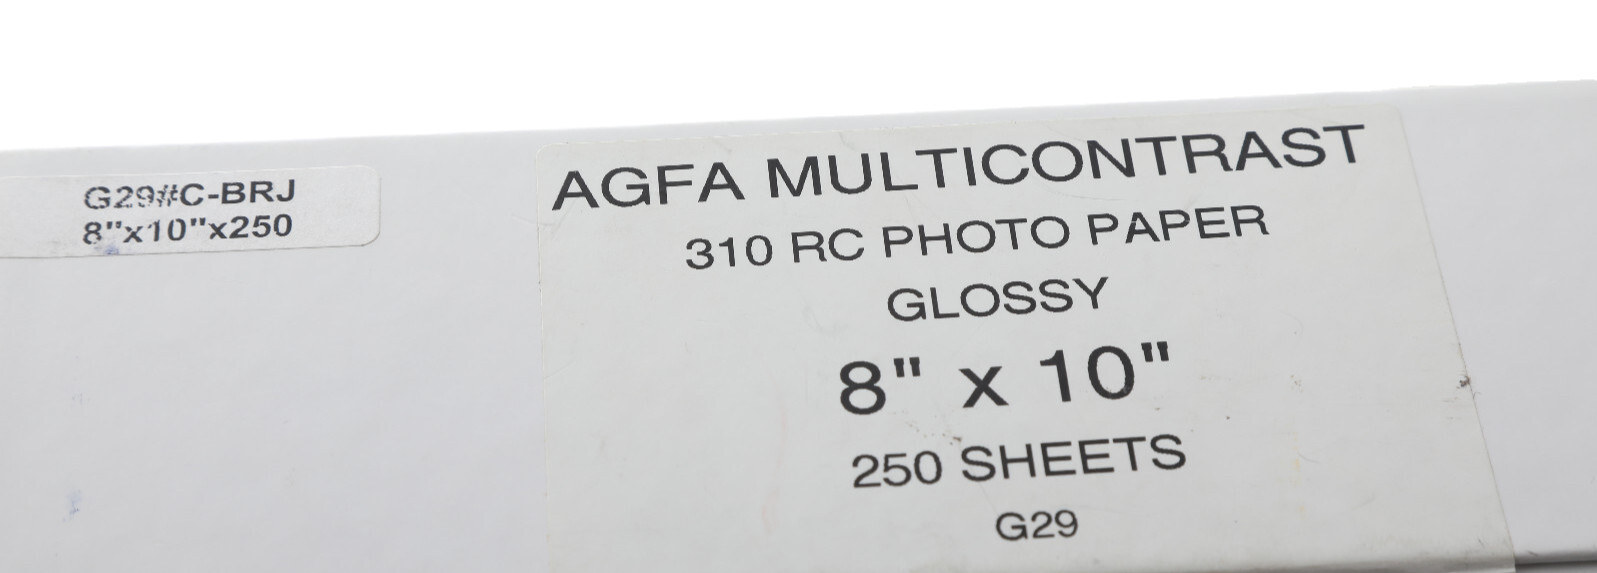 G29#C-BRJ
8"x10"x250
AGFA MULTICONTRAST
310 RC PHOTO PAPER
GLOSSY
8" x 10"
250 SHEETS
G29